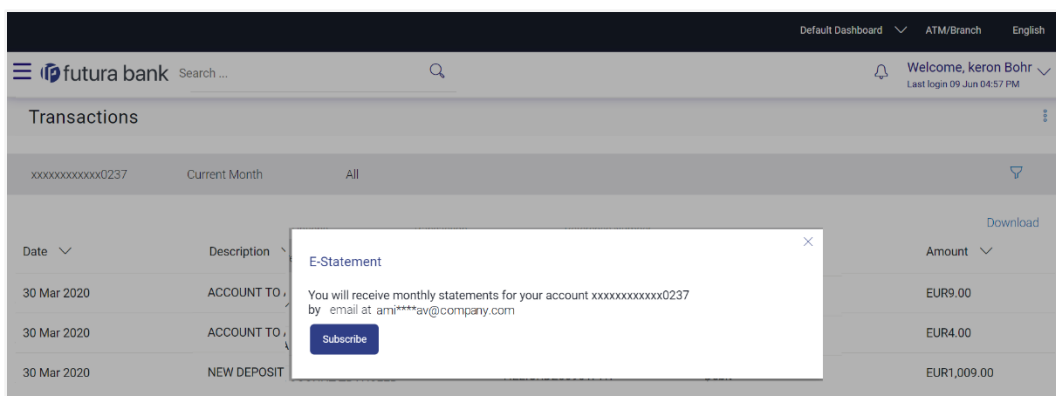 Default Dashboard ATM/Branch English
futura bank Search ... Welcome, keron Bohr
Last login 09 Jun 04:57 PM
Transactions
xxxxxxxxxxxx0237 Current Month All
Download
Date Description Amount
E-Statement
30 Mar 2020 ACCOUNT TO EUR9.00
You will receive monthly statements for your account xxxxxxxxxxxx0237
by email at ami****av@company.com
30 Mar 2020 ACCOUNT TO EUR4.00
Subscribe
30 Mar 2020 NEW DEPOSIT EUR1,009.00